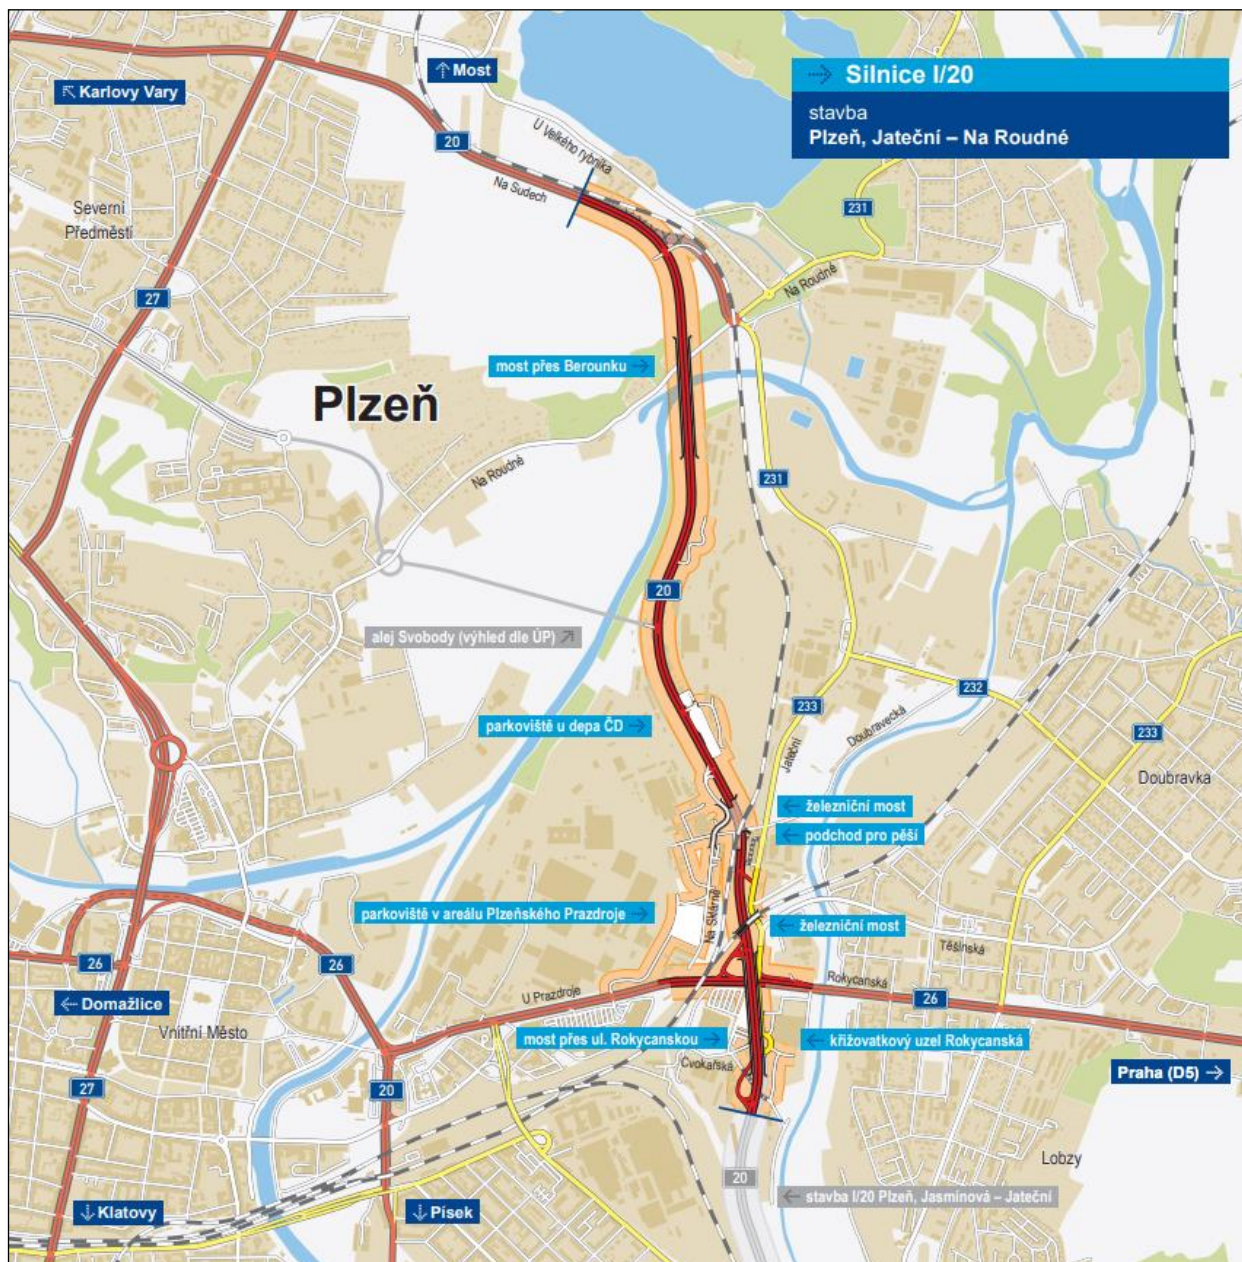 ↑ Most
→ Silnice I/20
↖ Karlovy Vary
stavba
Plzeň, Jateční – Na Roudné
20
U Velkého rybníka
Na Sudech
Severní
Předměstí
231
27
Na Roudné
most přes Berounku →
Plzeň
Na Roudné
231
20
alej Svobody (výhled dle ÚP) ↗
232
233
parkoviště u depa ČD →
Jateční
Doubravecká
233
Doubravka
← železniční most
← podchod pro pěší
parkoviště v areálu Plzeňského Prazdroje →
Na Sklárně
← železniční most
Těšínská
26
26
Rokycanská
← Domažlice
U Prazdroje
26
Vnitřní Město
most přes ul. Rokycanskou →
← křižovatkový uzel Rokycanská
Cvokařská
Praha (D5) →
27
20
Lobzy
20
← stavba I/20 Plzeň, Jasmínová – Jateční
↓ Klatovy
↓ Písek